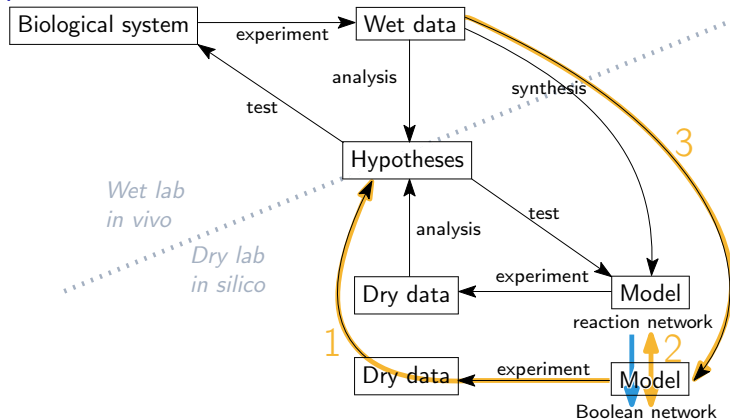 Biological system
experiment
Wet data
analysis
synthesis
test
3
Hypotheses
Wet lab
in vivo
test
analysis
Dry lab
in silico
experiment
Dry data
Model
reaction network
1
2
experiment
Dry data
Model
Boolean network